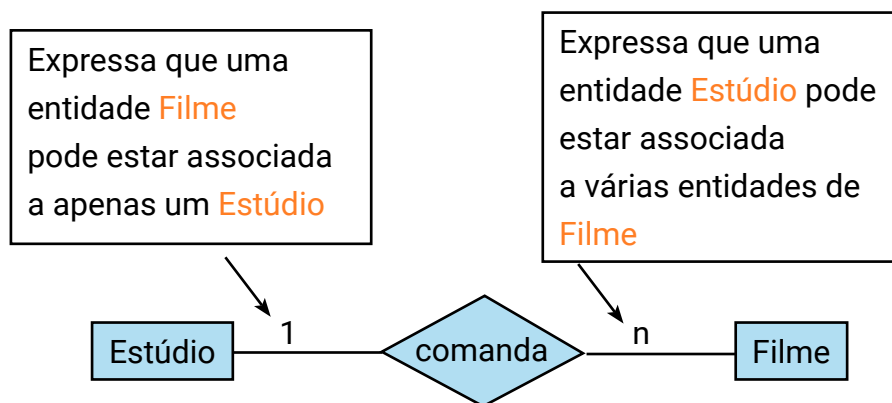 Expressa que uma
entidade Filme
pode estar associada
a apenas um Estúdio
Expressa que uma
entidade Estúdio pode
estar associada
a várias entidades de
Filme
Estúdio
1
comanda
n
Filme